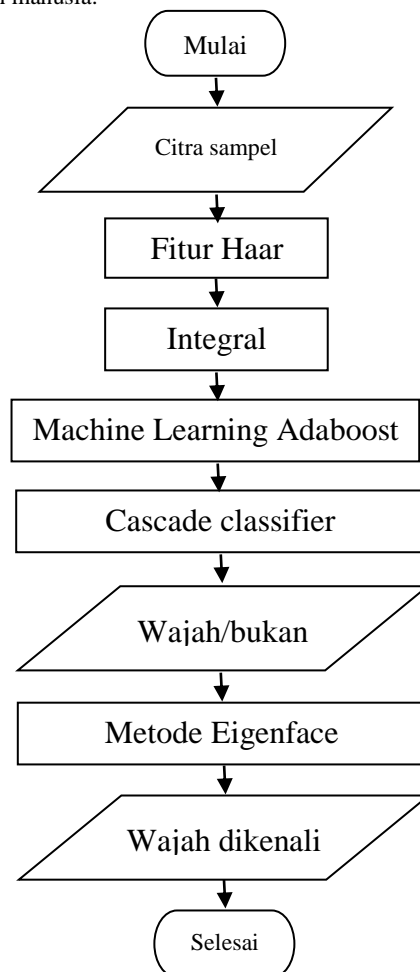 manusia.
Mulai
Citra sampel
Fitur Haar
Integral
Machine Learning Adaboost
Cascade classifier
Wajah/bukan
Metode Eigenface
Wajah dikenali
Selesai